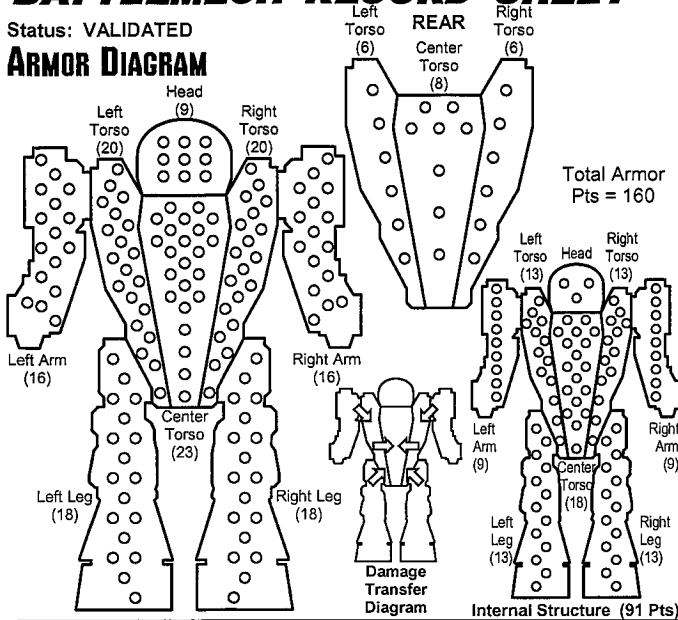 BATTLEMECH RECORD SHEET
Status: VALIDATED
ARMOR DIAGRAM
Head
(9)
Left
Torso
(20)
Right
Torso
(20)
Left Arm
(16)
Right Arm
(16)
Center
Torso
(23)
Left Leg
(18)
Right Leg
(18)
REAR
Left
Torso
(6)
Center
Torso
(8)
Right
Torso
(6)
Total Armor
Pts = 160
Damage
Transfer
Diagram
Left
Torso
(13)
Head
Right
Torso
(13)
Left
Arm
(9)
Right
Arm
(9)
Center
Torso
(18)
Left
Leg
(13)
Right
Leg
(13)
Internal Structure (91 Pts)